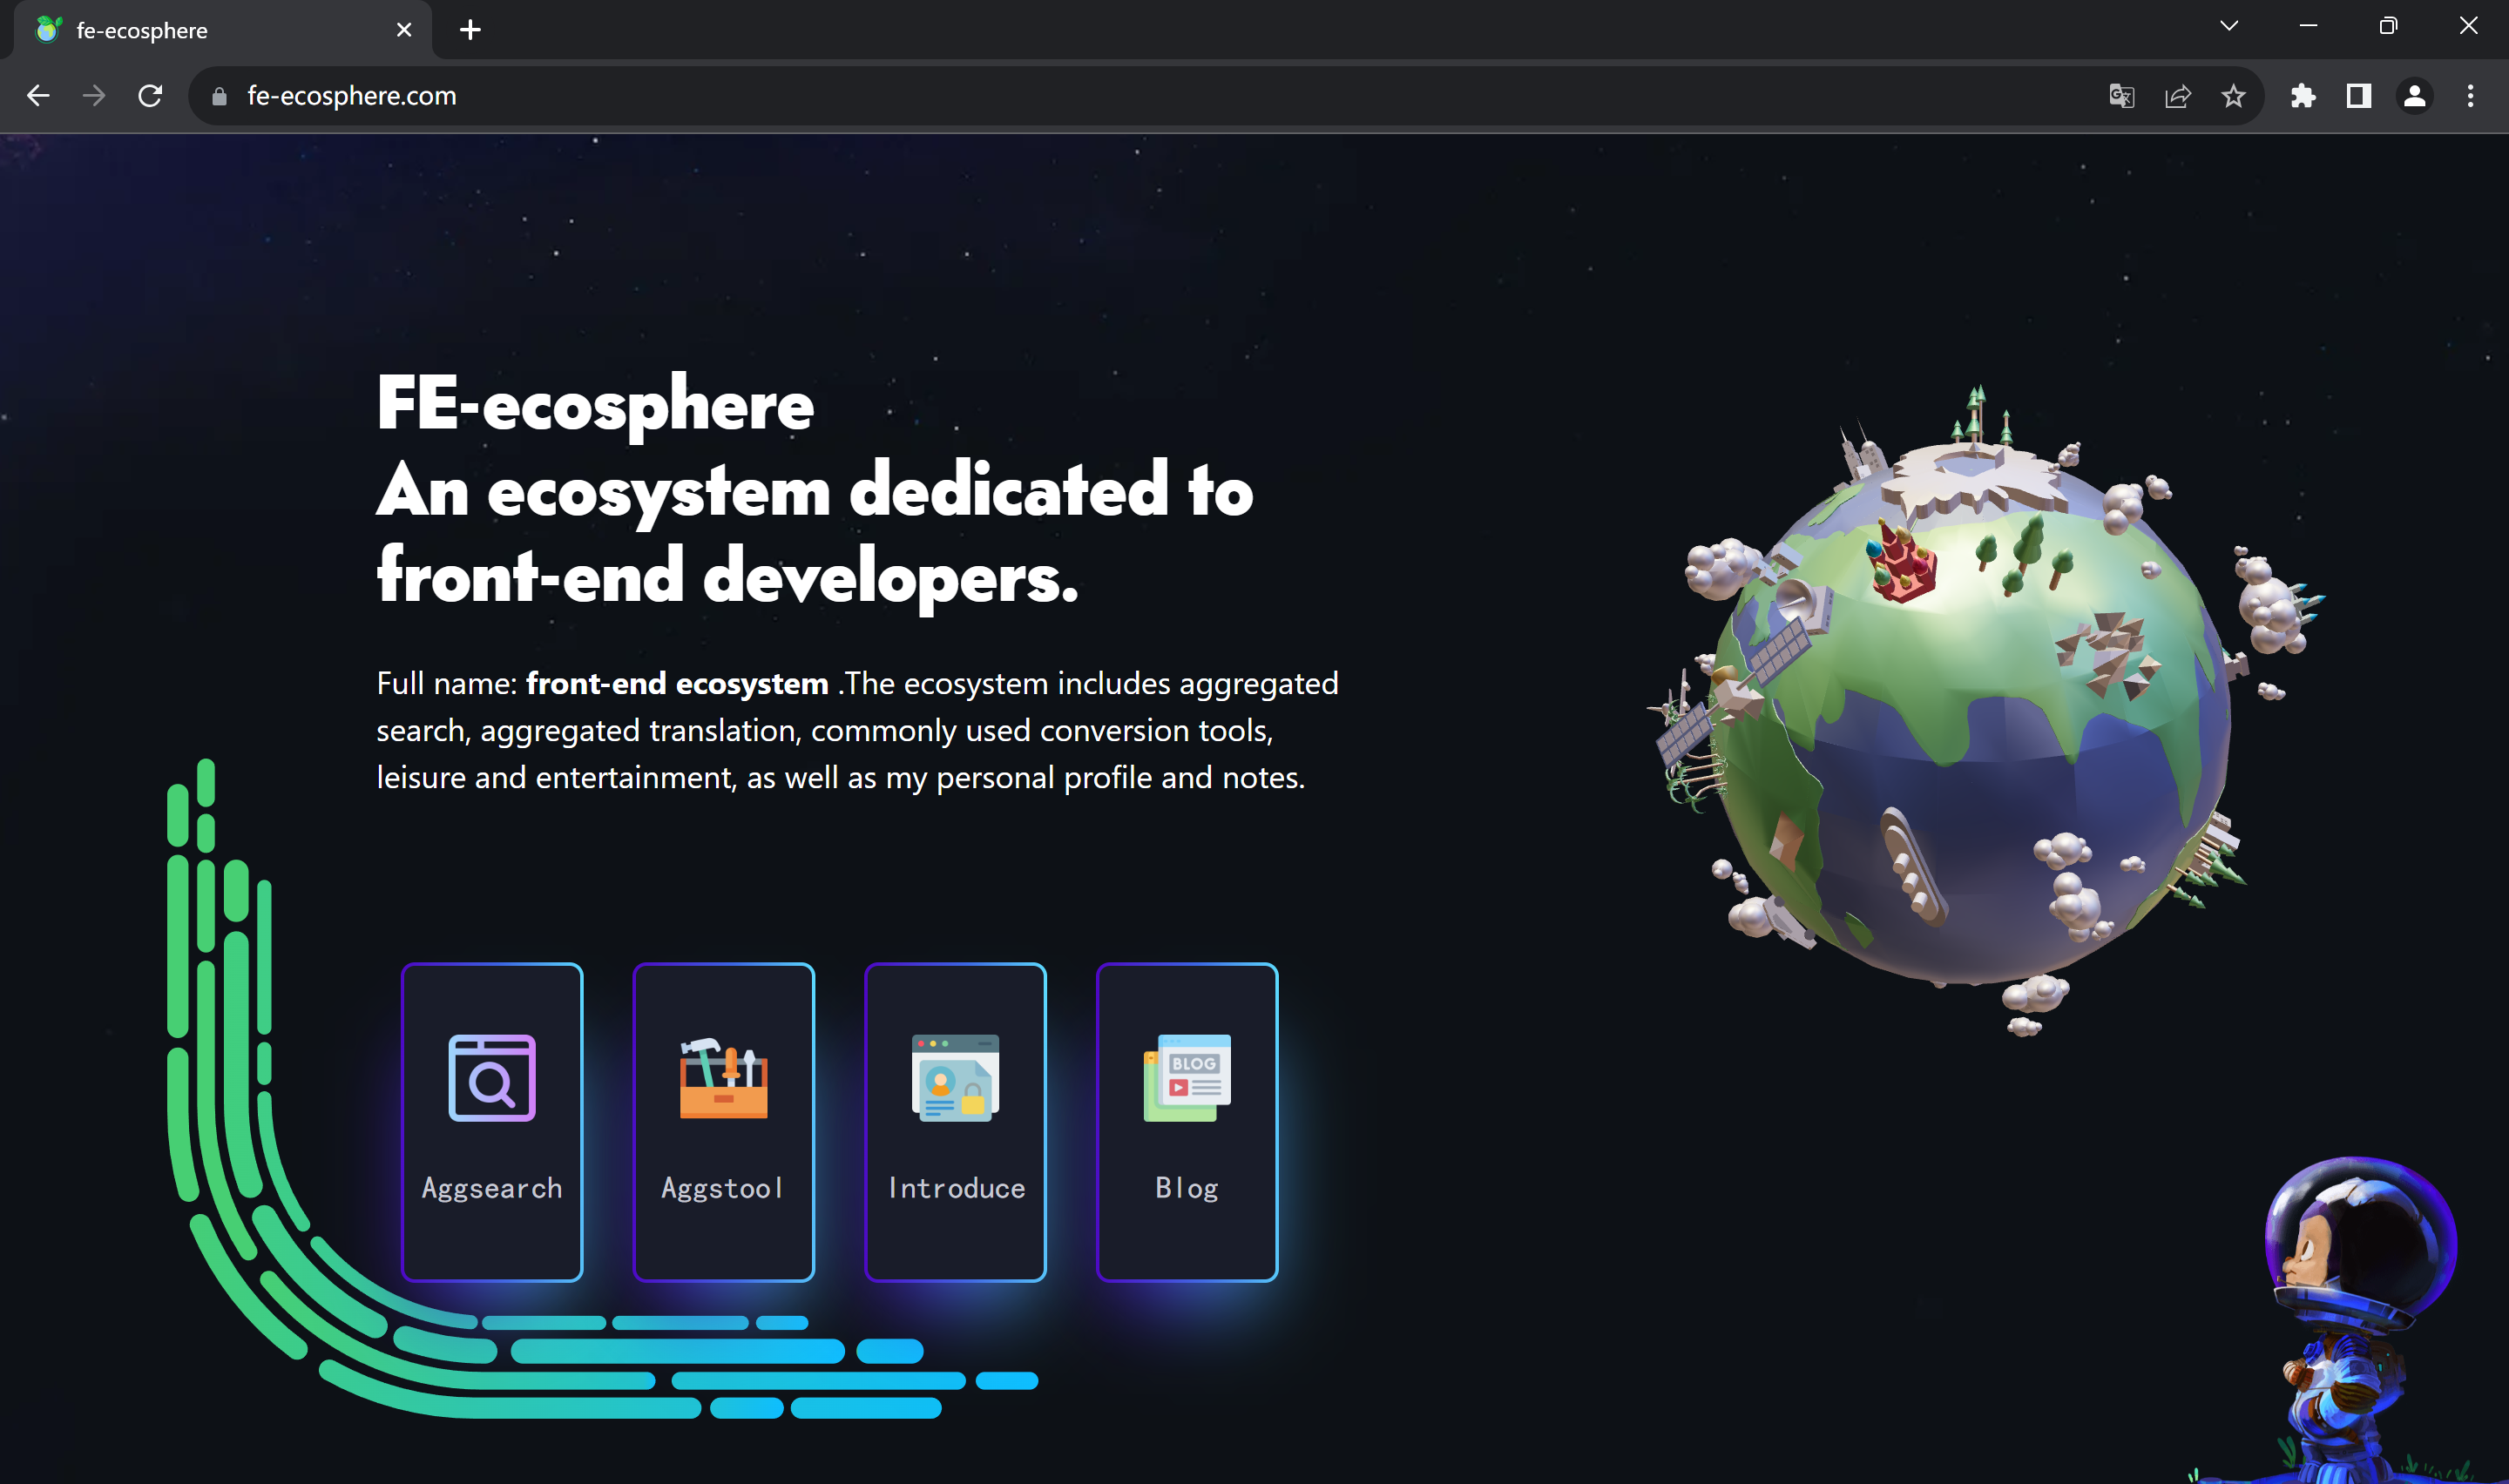 fe-ecosphere
fe-ecosphere.com
FE-ecosphere
An ecosystem dedicated to
front-end developers.
Full name: front-end ecosystem .The ecosystem includes aggregated
search, aggregated translation, commonly used conversion tools,
leisure and entertainment, as well as my personal profile and notes.
BLOG
Aggsearch
Aggstool
Introduce
Blog